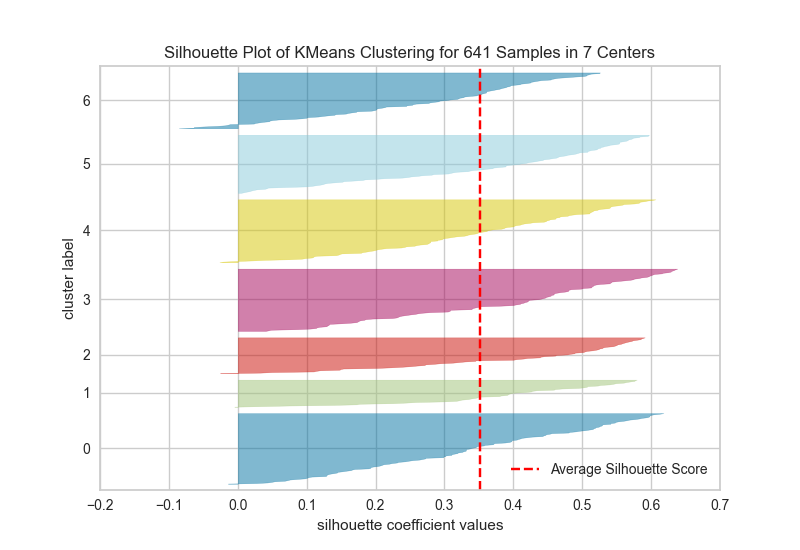 Silhouette Plot of KMeans Clustering for 641 Samples in 7 Centers
6
5
4
3
2
1
0
cluster label
Average Silhouette Score
−0.2 −0.1 0.0 0.1 0.2 0.3 0.4 0.5 0.6 0.7
silhouette coefficient values